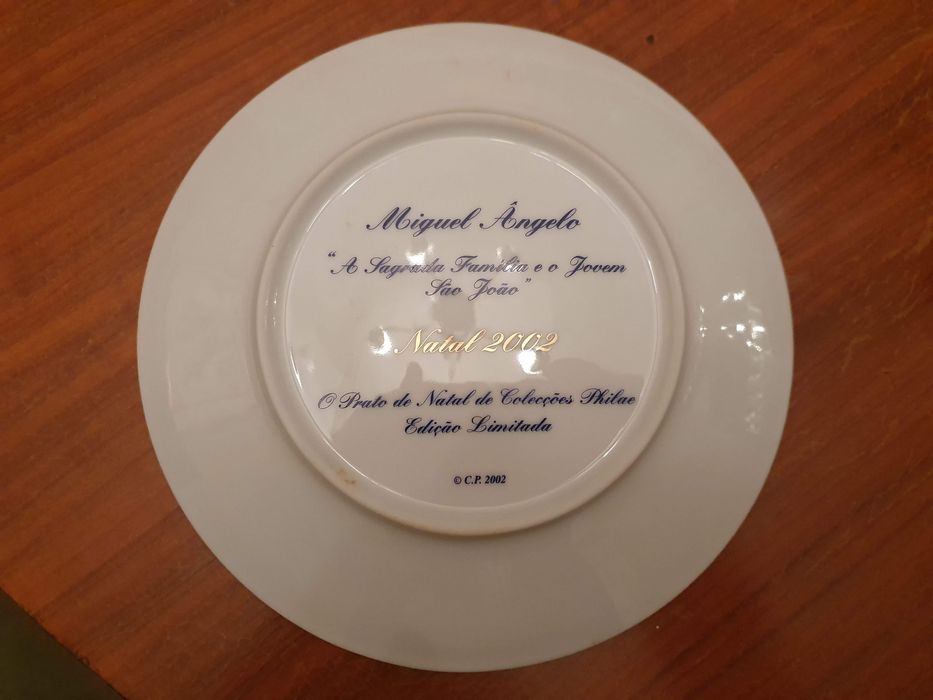 Miguel Ângelo
"A Sagrada Família e o Jovem
São João"
Natal 2002
O Prato de Natal de Colecções Philae
Edição Limitada
© C.P. 2002